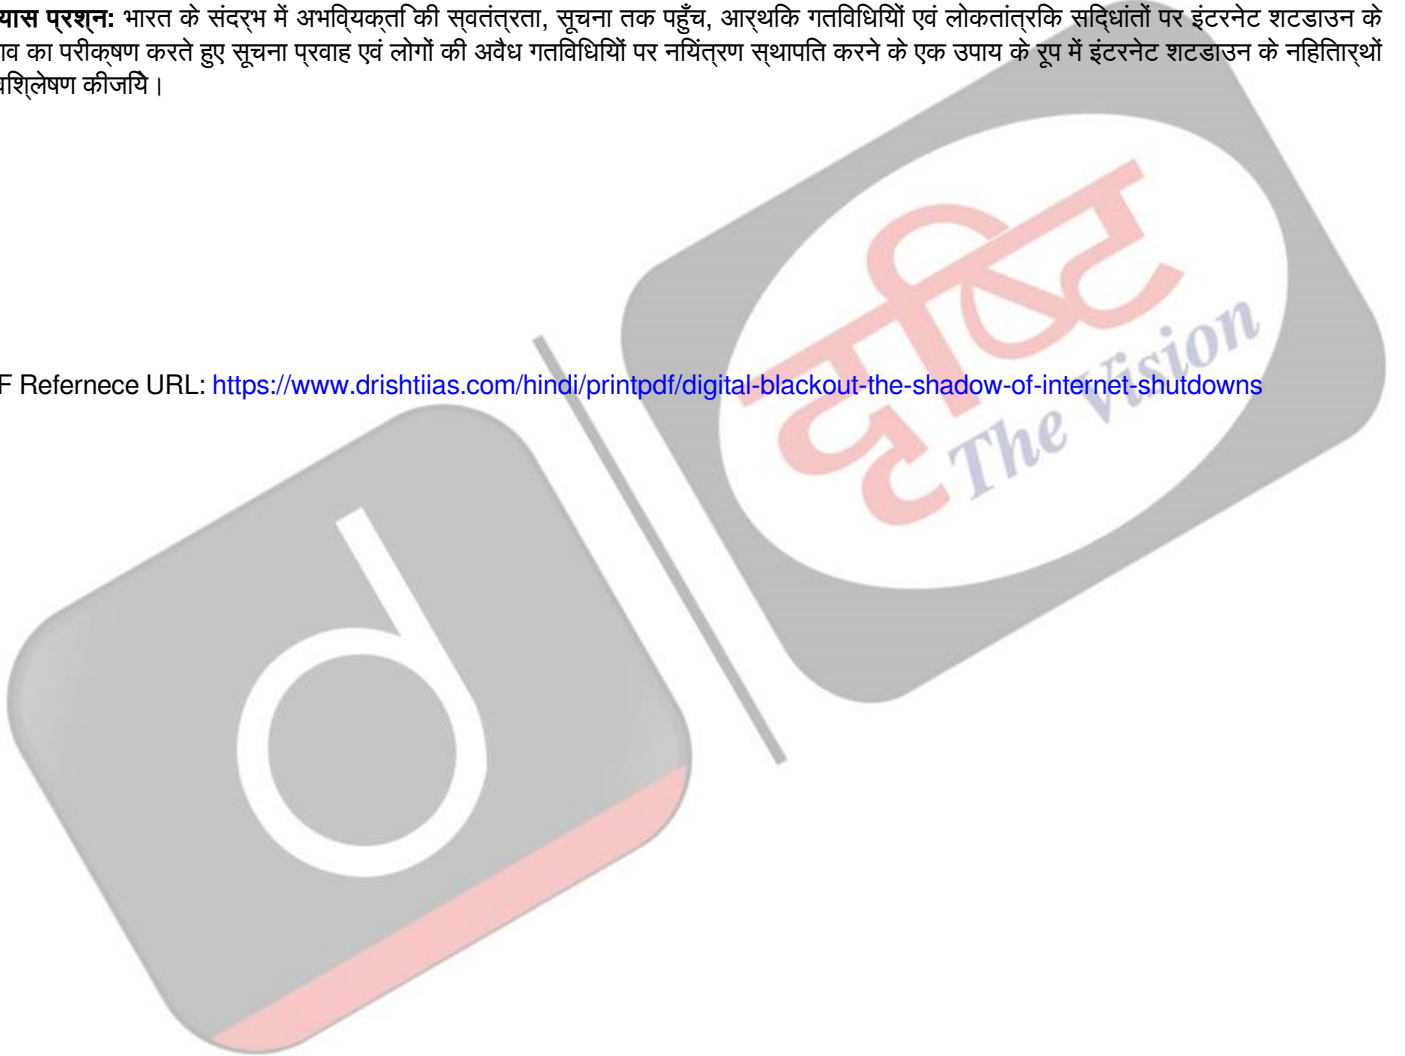 यास प्रश्न: भारत के संदर्भ में अभिव्यक्ति की स्वतंत्रता, सूचना तक पहुँच, आर्थिक गतिविधियों एवं लोकतांत्रिक सिद्धांतों पर इंटरनेट शटडाउन के
ाव का परीक्षण करते हुए सूचना प्रवाह एवं लोगों की अवैध गतिविधियों पर नियंत्रण स्थापित करने के एक उपाय के रूप में इंटरनेट शटडाउन के निहितार्थों
विश्लेषण कीजिये।
F Refernece URL: https://www.drishtiias.com/hindi/printpdf/digital-blackout-the-shadow-of-internet-shutdowns
दृष्टि
The Vision